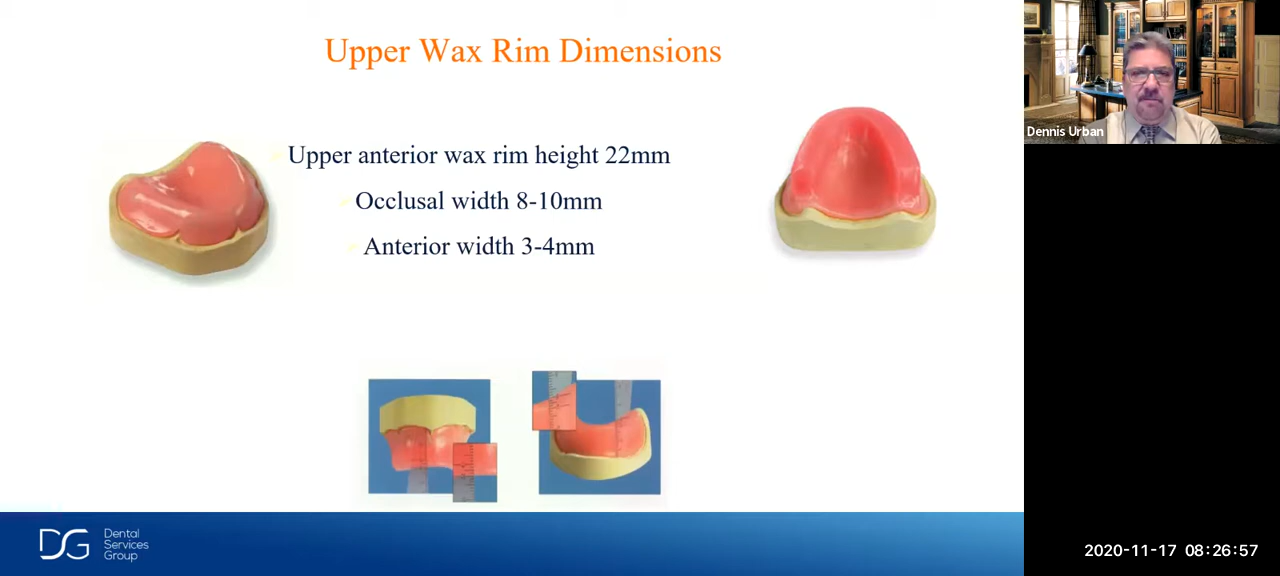 Upper Wax Rim Dimensions
Upper anterior wax rim height 22mm
Occlusal width 8-10mm
Anterior width 3-4mm
Dennis Urban
DG
Dental
Services
Group
2020-11-17 08:26:57